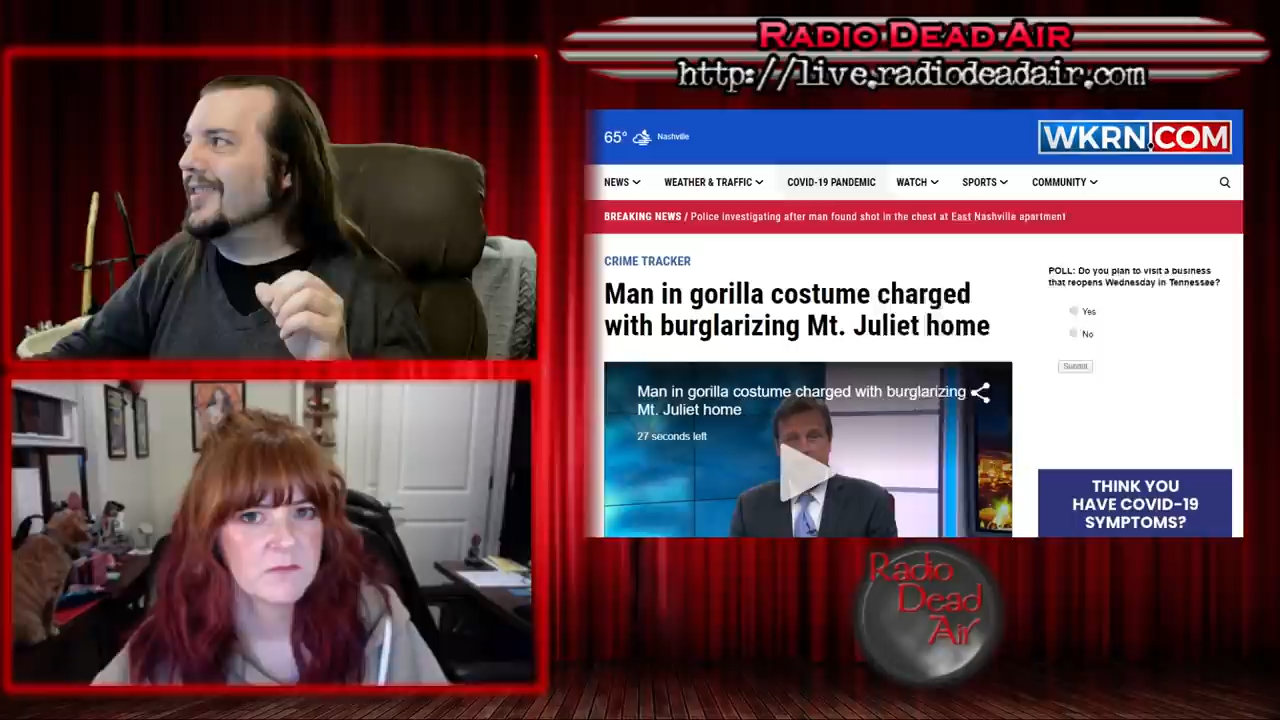 RADIO DEAD AIR
http://live.radiodeadair.com
65° Nashville
WKRN.COM
NEWS WEATHER & TRAFFIC COVID-19 PANDEMIC WATCH SPORTS COMMUNITY
BREAKING NEWS / Police investigating after man found shot in the chest at East Nashville apartment
CRIME TRACKER
Man in gorilla costume charged
with burglarizing Mt. Juliet home
POLL: Do you plan to visit a business
that reopens Wednesday in Tennessee?
Yes
No
Submit
Man in gorilla costume charged with burglarizing
Mt. Juliet home
27 seconds left
THINK YOU
HAVE COVID-19
SYMPTOMS?
Radio
Dead
Air